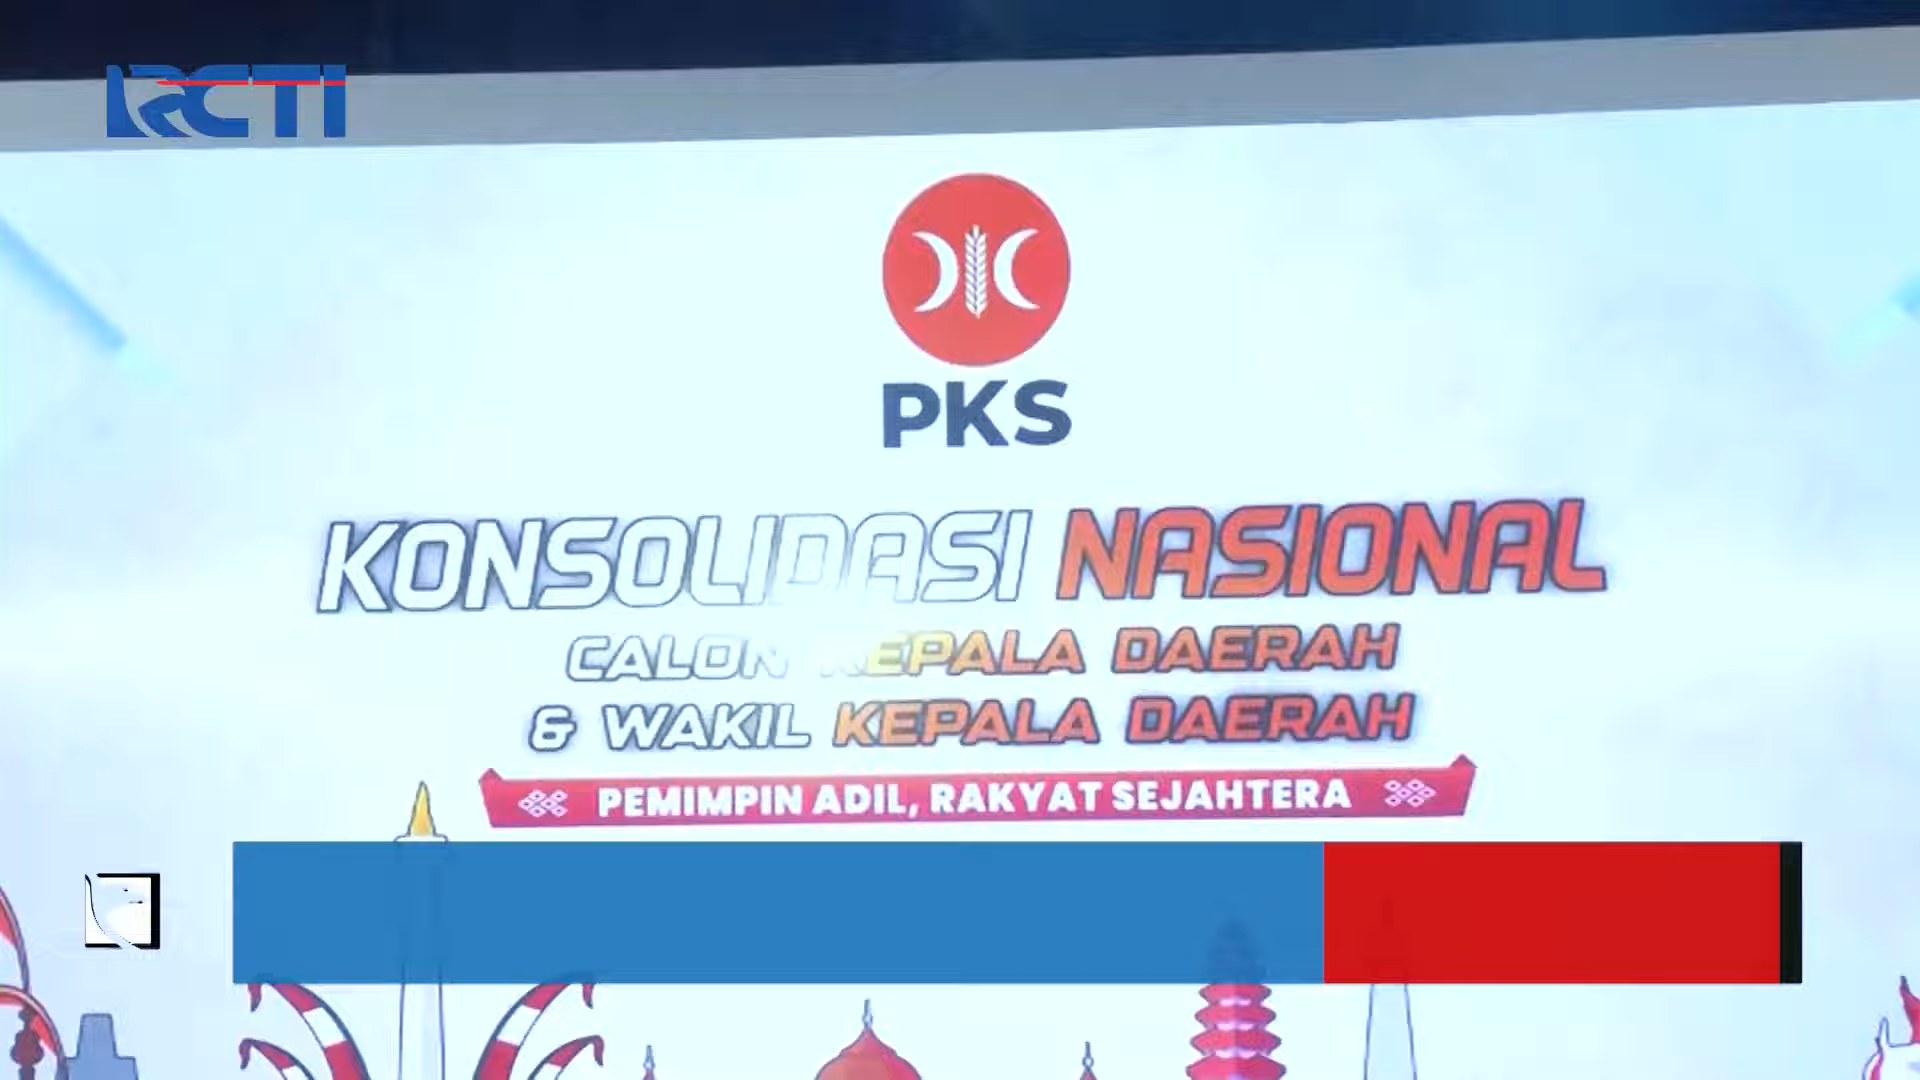 RCTI
PKS
KONSOLIDASI NASIONAL
CALON KEPALA DAERAH
& WAKIL KEPALA DAERAH
PEMIMPIN ADIL, RAKYAT SEJAHTERA